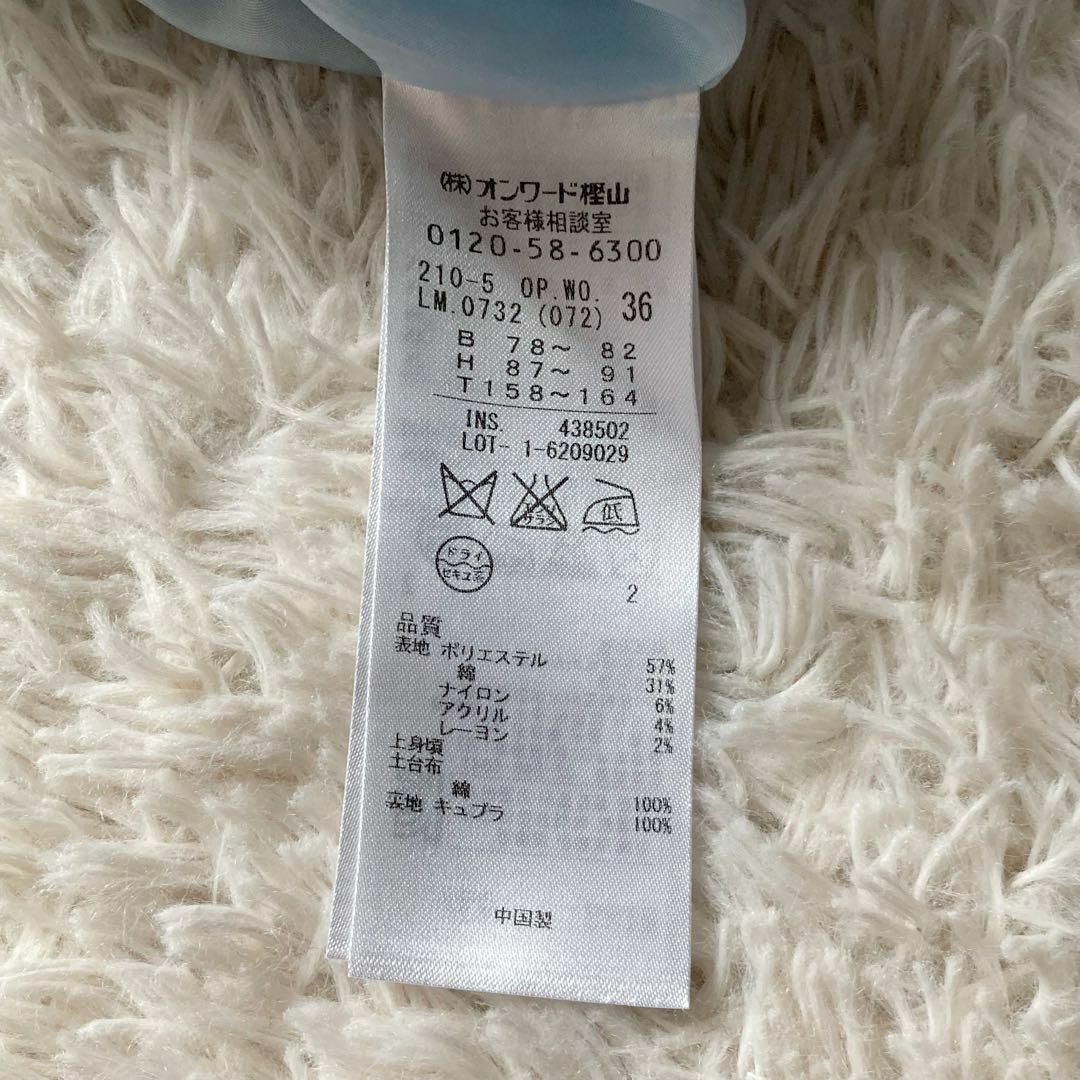 (株)オンワード樫山
お客様相談室
0120-58-6300
210-5 OP.WO. 36
LM.0732 (072)
B 78～ 82
H 87～ 91
T158～164
INS. 438502
LOT- 1-6209029
低
ドライ
セキユ系
2
品質
表地 ポリエステル 57%
綿 31%
ナイロン 6%
アクリル 4%
レーヨン 2%
上身頃
土台布
綿 100%
キュプラ 100%
中国製